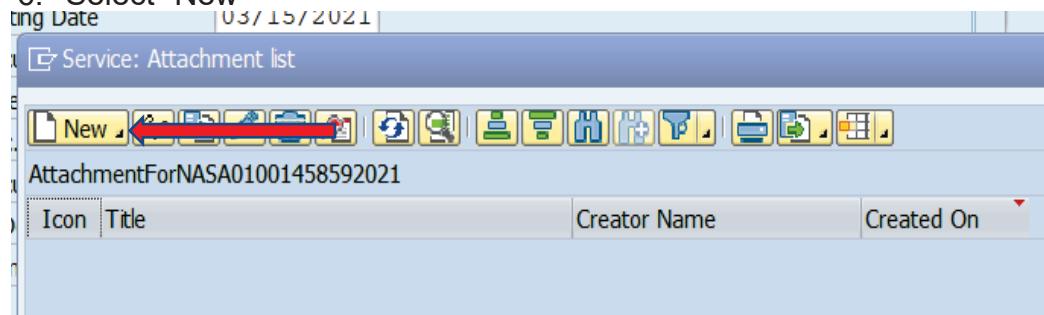 ting Date 03/15/2021
Service: Attachment list
New
AttachmentForNASA01001458592021
Icon Title Creator Name Created On